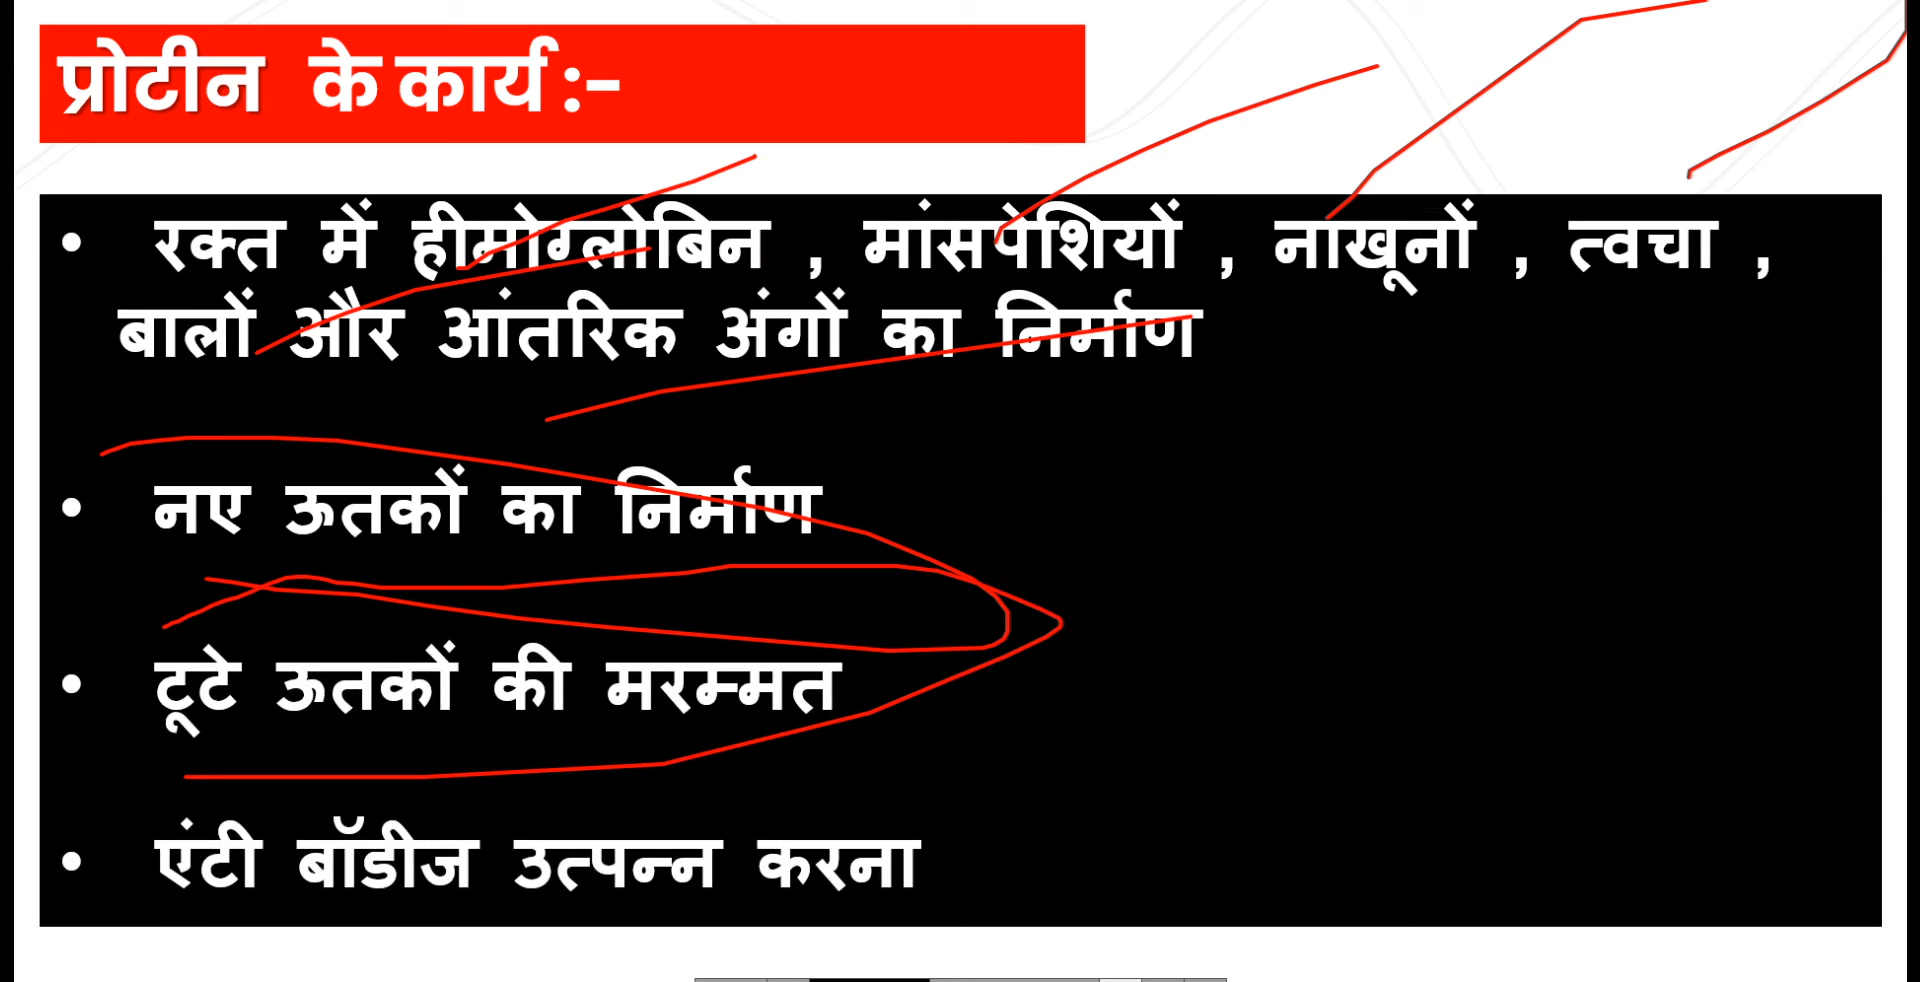 प्रोटीन के कार्य :-
• रक्त में हीमोग्लोबिन , मांसपेशियों , नाखूनों , त्वचा ,
बालों और आंतरिक अंगों का निर्माण
• नए ऊतकों का निर्माण
• टूटे ऊतकों की मरम्मत
• एंटी बॉडीज उत्पन्न करना